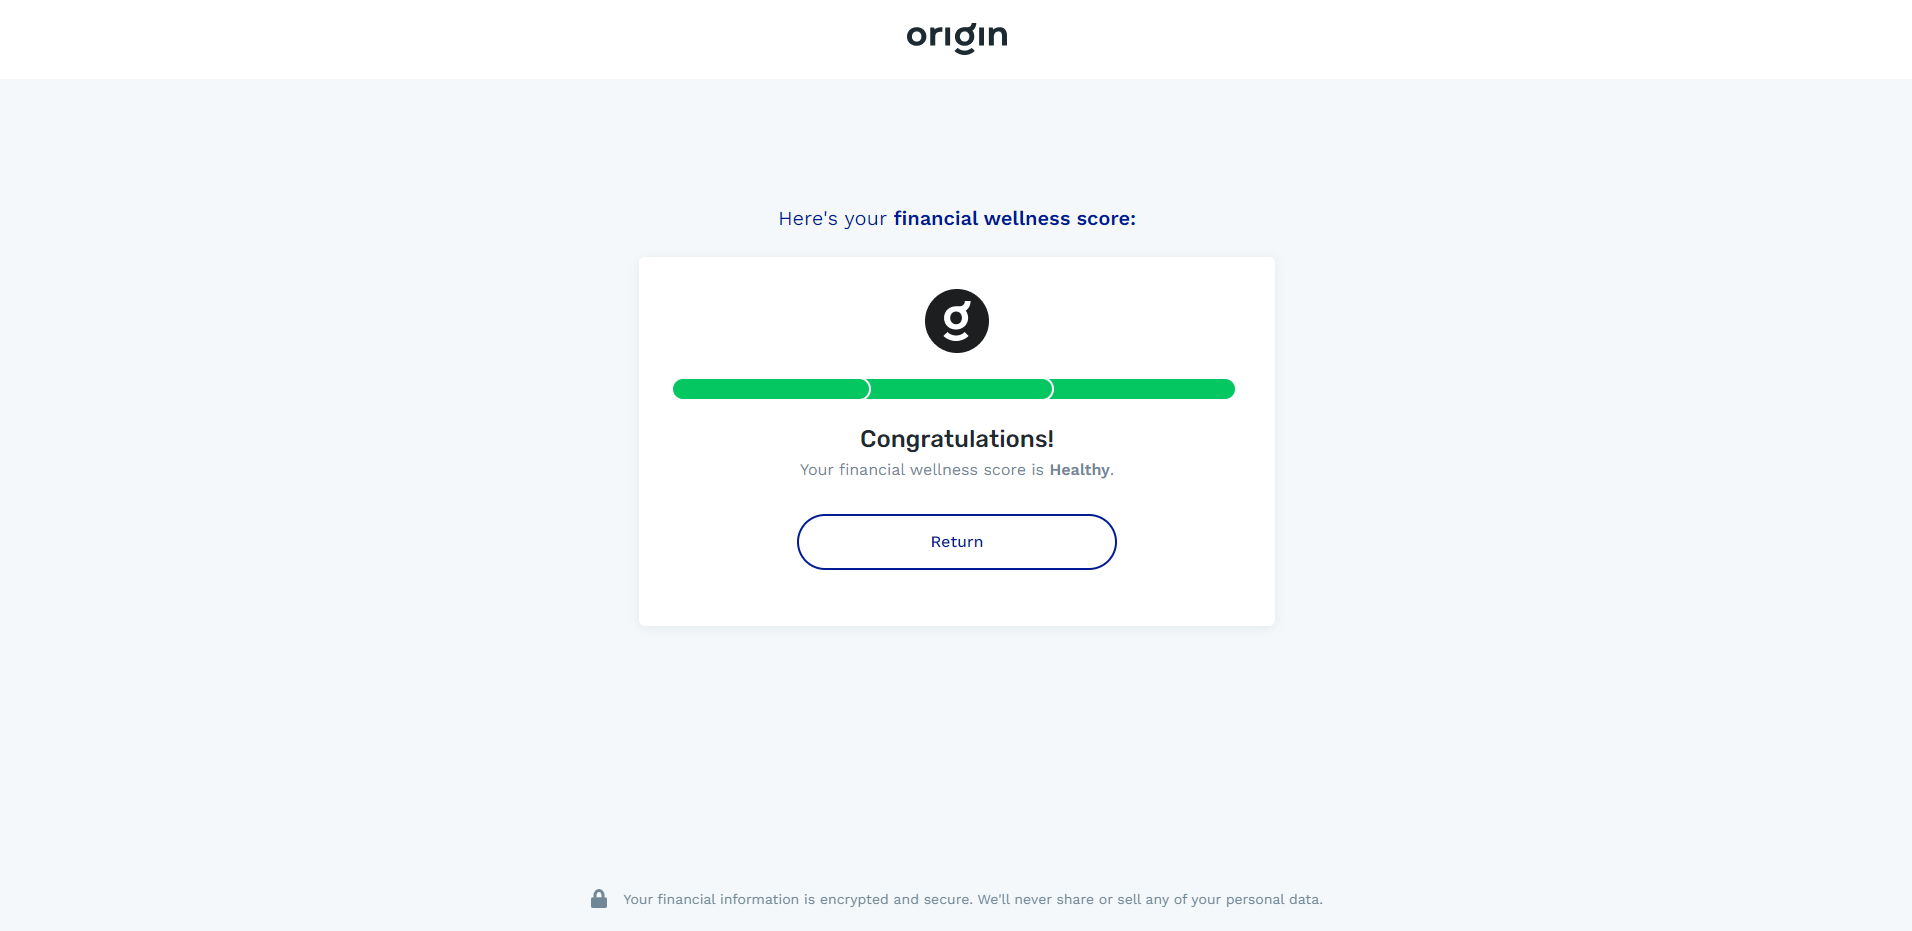 origin
Here's your financial wellness score:
g
Congratulations!
Your financial wellness score is Healthy.
Return
Your financial information is encrypted and secure. We'll never share or sell any of your personal data.